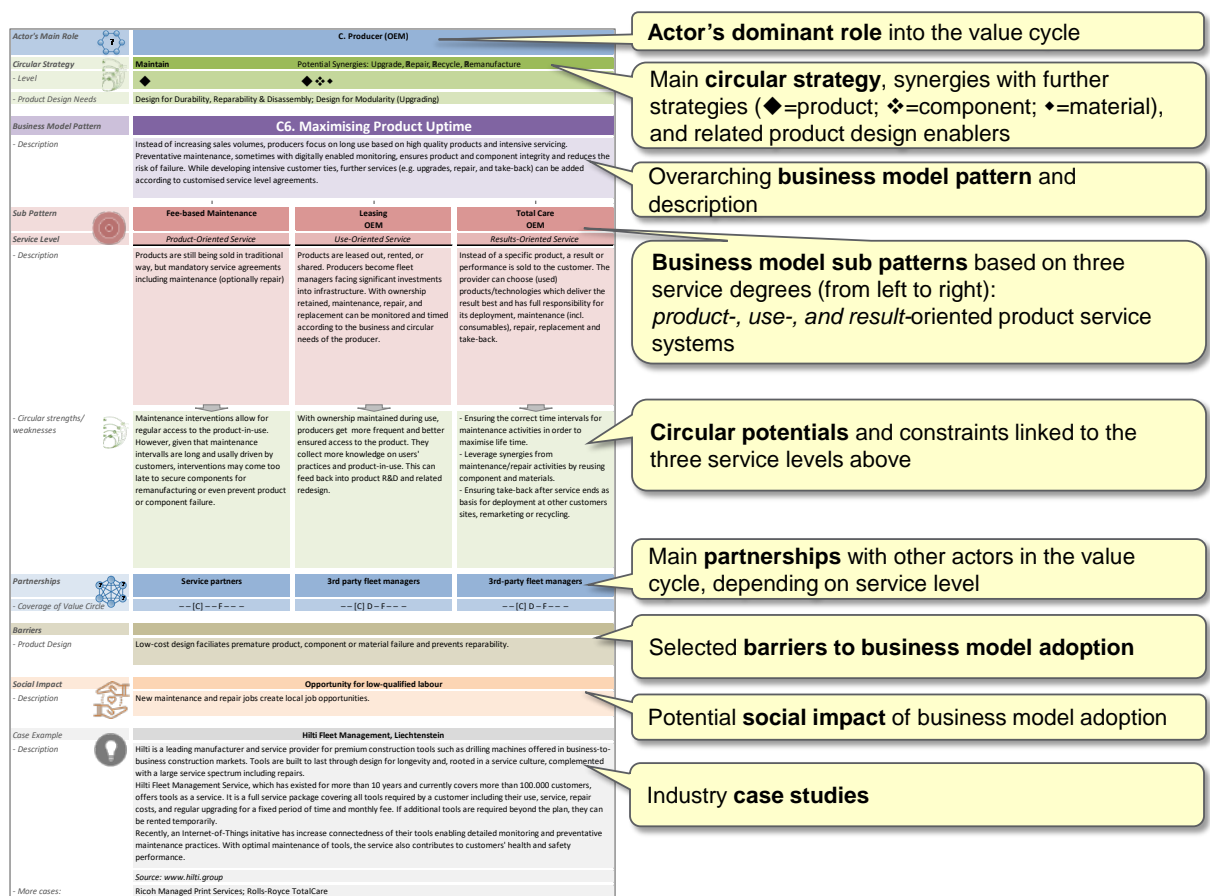 Actor's Main Role
?
C. Producer (OEM)
Actor's dominant role into the value cycle
Circular Strategy
Maintain
Potential Synergies: Upgrade, Repair, Recycle, Remanufacture
- Level
◆
◆❖⬥
- Product Design Needs
Design for Durability, Reparability & Disassembly; Design for Modularity (Upgrading)
Main circular strategy, synergies with further
strategies (◆=product; ❖=component; ⬥=material),
and related product design enablers
Business Model Pattern
C6. Maximising Product Uptime
- Description
Instead of increasing sales volumes, producers focus on long use based on high quality products and intensive servicing.
Preventative maintenance, sometimes with digitally enabled monitoring, ensures product and component integrity and reduces the
risk of failure. While developing intensive customer ties, further services (e.g. upgrades, repair, and take-back) can be added
according to customised service level agreements.
Overarching business model pattern and
description
Sub Pattern
Fee-based Maintenance
Leasing
OEM
Total Care
OEM
Service Level
Product-Oriented Service
Use-Oriented Service
Results-Oriented Service
- Description
Products are still being sold in traditional
way, but mandatory service agreements
including maintenance (optionally repair)
Products are leased out, rented, or
shared. Producers become fleet
managers facing significant investments
into infrastructure. With ownership
retained, maintenance, repair, and
replacement can be monitored and timed
according to the business and circular
needs of the producer.
Instead of a specific product, a result or
performance is sold to the customer. The
provider can choose (used)
products/technologies which deliver the
result best and has full responsibility for
its deployment, maintenance (incl.
consumables), repair, replacement and
take-back.
Business model sub patterns based on three
service degrees (from left to right):
product-, use-, and result-oriented product service
systems
- Circular strengths/
weaknesses
Maintenance interventions allow for
regular access to the product-in-use.
However, given that maintenance
intervalls are long and usally driven by
customers, interventions may come too
late to secure components for
remanufacturing or even prevent product
or component failure.
With ownership maintained during use,
producers get more frequent and better
ensured access to the product. They
collect more knowledge on users'
practices and product-in-use. This can
feed back into product R&D and related
redesign.
- Ensuring the correct time intervals for
maintenance activities in order to
maximise life time.
- Leverage synergies from
maintenance/repair activities by reusing
component and materials.
- Ensuring take-back after service ends as
basis for deployment at other customers
sites, remarketing or recycling.
Circular potentials and constraints linked to the
three service levels above
Partnerships
Service partners
3rd party fleet managers
3rd-party fleet managers
- Coverage of Value Circle
– – [C] – – F – – –
– – [C] D – F – – –
– – [C] D – F – – –
Main partnerships with other actors in the value
cycle, depending on service level
Barriers
- Product Design
Low-cost design faciliates premature product, component or material failure and prevents reparability.
Selected barriers to business model adoption
Social Impact
Opportunity for low-qualified labour
- Description
New maintenance and repair jobs create local job opportunities.
Potential social impact of business model adoption
Case Example
Hilti Fleet Management, Liechtenstein
- Description
Hilti is a leading manufacturer and service provider for premium construction tools such as drilling machines offered in business-to-
business construction markets. Tools are built to last through design for longevity and, rooted in a service culture, complemented
with a large service spectrum including repairs.
Hilti Fleet Management Service, which has existed for more than 10 years and currently covers more than 100.000 customers,
offers tools as a service. It is a full service package covering all tools required by a customer including their use, service, repair
costs, and regular upgrading for a fixed period of time and monthly fee. If additional tools are required beyond the plan, they can
be rented temporarily.
Recently, an Internet-of-Things initative has increase connectedness of their tools enabling detailed monitoring and preventative
maintenance practices. With optimal maintenance of tools, the service also contributes to customers' health and safety
performance.
Source: www.hilti.group
Industry case studies
- More cases:
Ricoh Managed Print Services; Rolls-Royce TotalCare